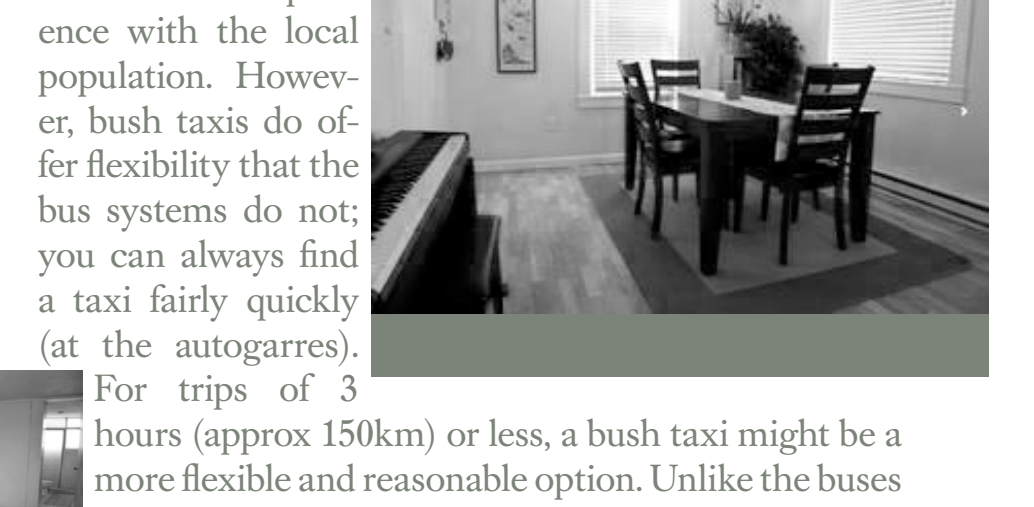 ence with the local
population. Howev-
er, bush taxis do of-
fer flexibility that the
bus systems do not;
you can always find
a taxi fairly quickly
(at the autogarres).
For trips of 3
hours (approx 150km) or less, a bush taxi might be a
more flexible and reasonable option. Unlike the buses